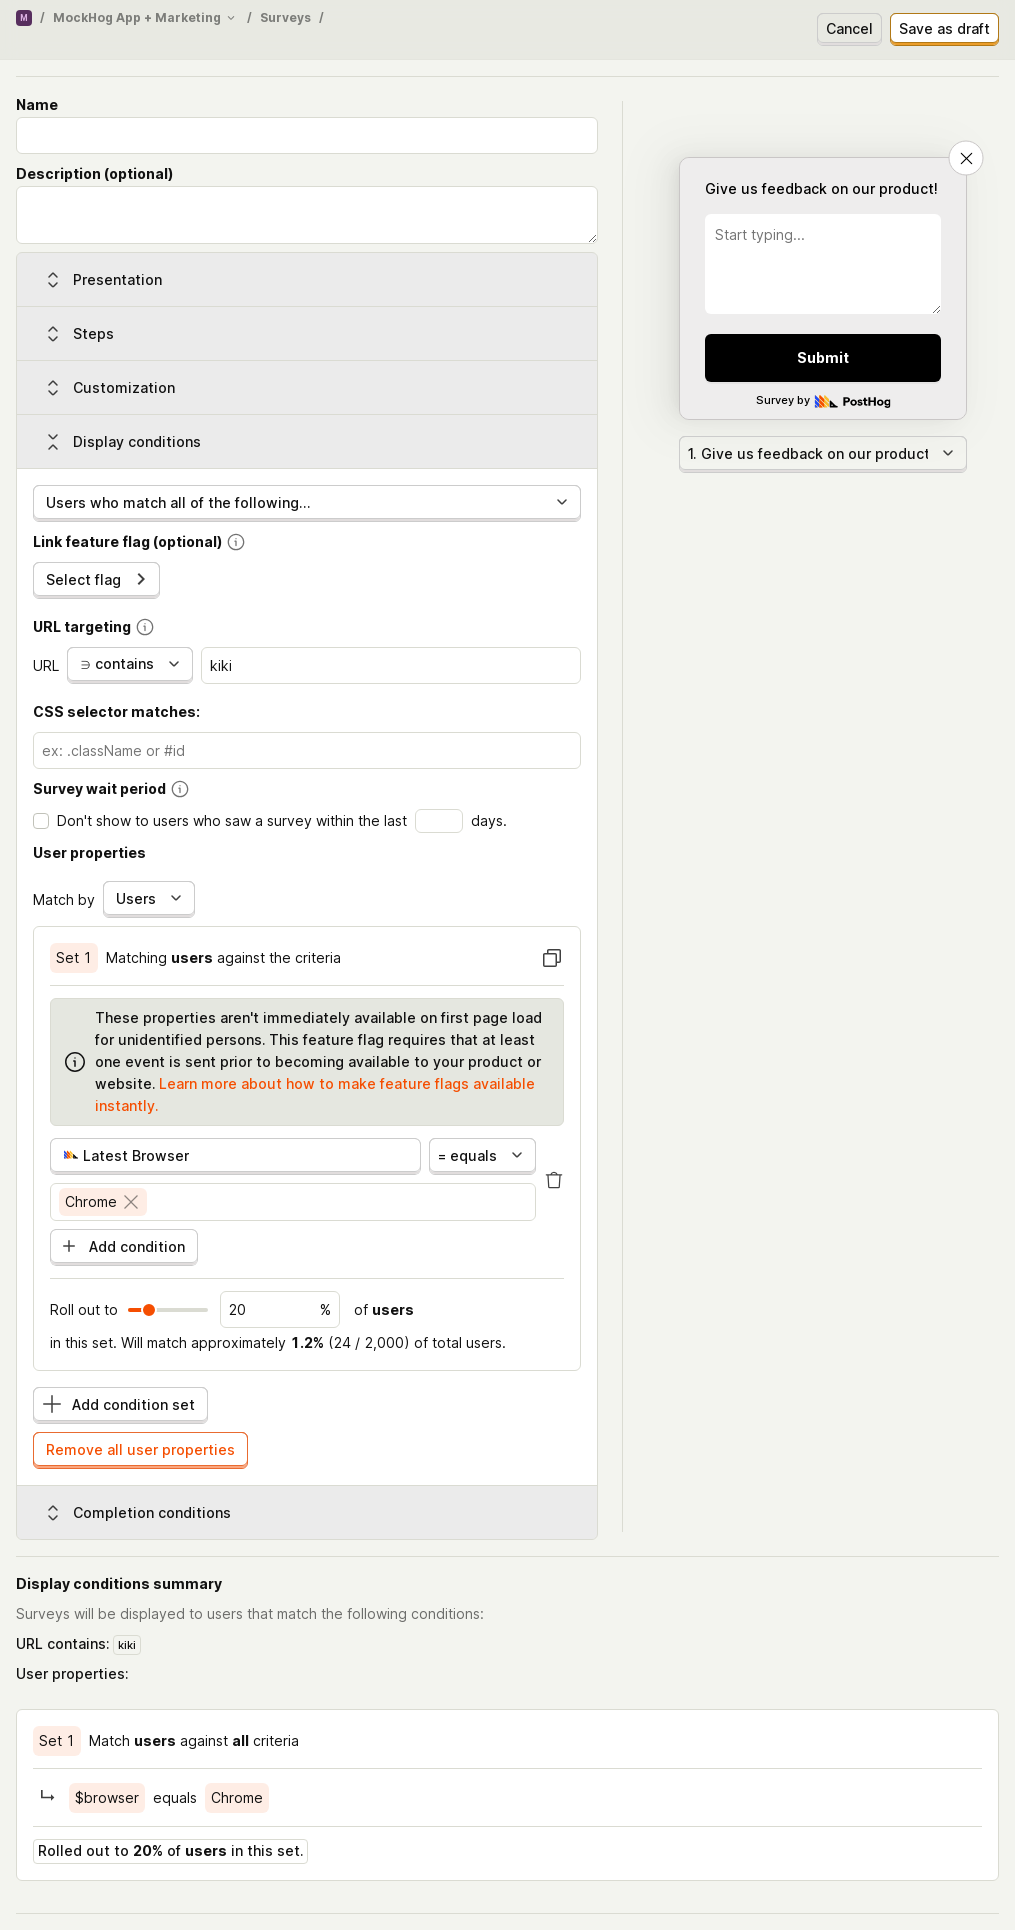 M / MockHog App + Marketing / Surveys /
Cancel
Save as draft
Name
Description (optional)
Presentation
Steps
Customization
Display conditions
Users who match all of the following...
Link feature flag (optional)
Select flag
URL targeting
URL
∋ contains
kiki
CSS selector matches:
ex: .className or #id
Survey wait period
Don't show to users who saw a survey within the last days.
User properties
Match by
Users
Set 1 Matching users against the criteria
These properties aren't immediately available on first page load
for unidentified persons. This feature flag requires that at least
one event is sent prior to becoming available to your product or
website. Learn more about how to make feature flags available
instantly.
Latest Browser
= equals
Chrome
Add condition
Roll out to 20 % of users
in this set. Will match approximately 1.2% (24 / 2,000) of total users.
Add condition set
Remove all user properties
Completion conditions
Give us feedback on our product!
Start typing...
Submit
Survey by PostHog
1. Give us feedback on our product
Display conditions summary
Surveys will be displayed to users that match the following conditions:
URL contains: kiki
User properties:
Set 1 Match users against all criteria
$browser equals Chrome
Rolled out to 20% of users in this set.